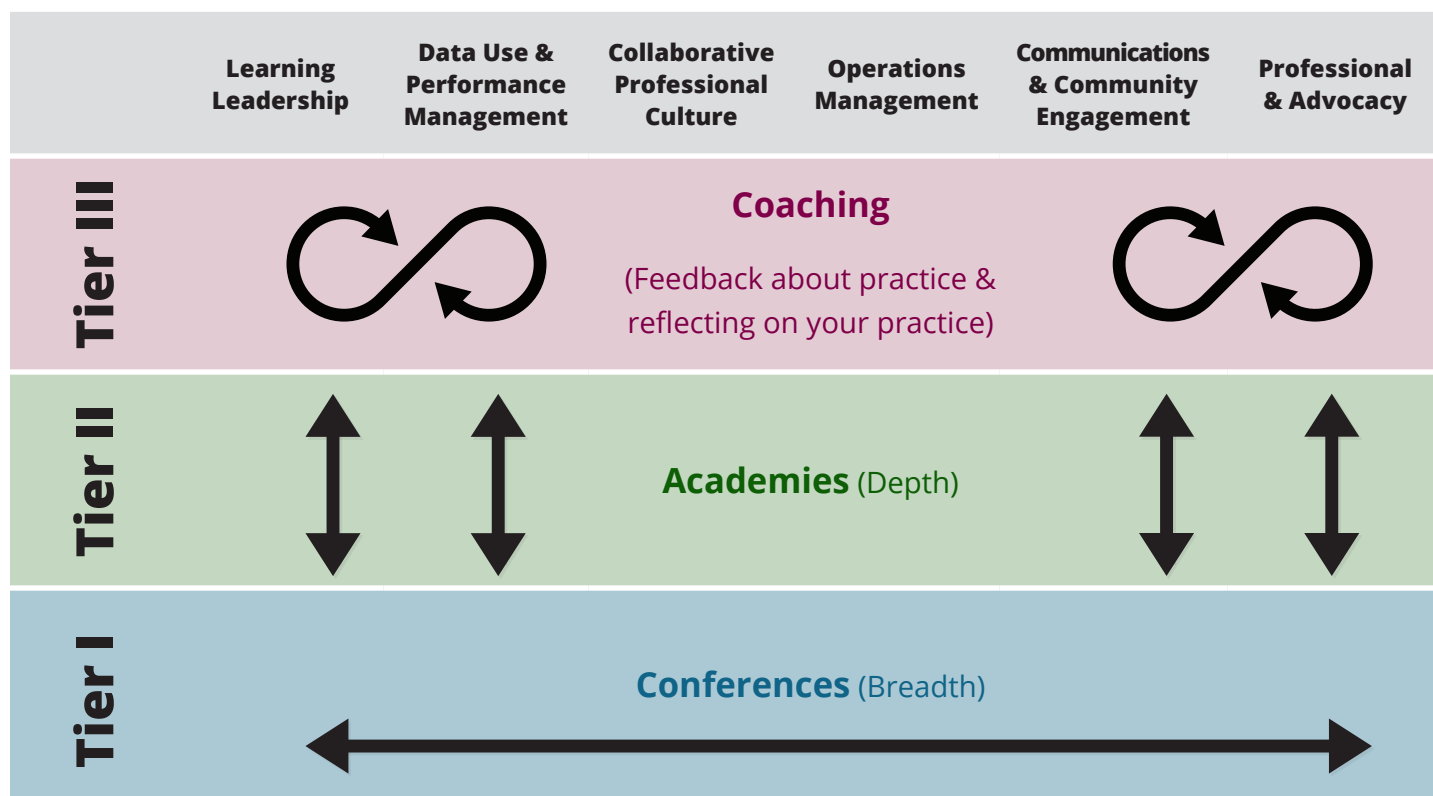 Learning
Leadership
Data Use &
Performance
Management
Collaborative
Professional
Culture
Operations
Management
Communications
& Community
Engagement
Professional
& Advocacy
Tier III
Coaching
(Feedback about practice &
reflecting on your practice)
Tier II
Academies (Depth)
Tier I
Conferences (Breadth)